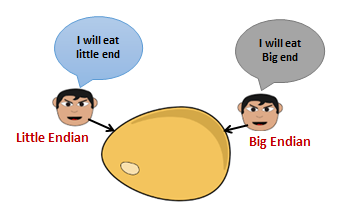 I will eat
little end
I will eat
Big end
Little Endian
Big Endian